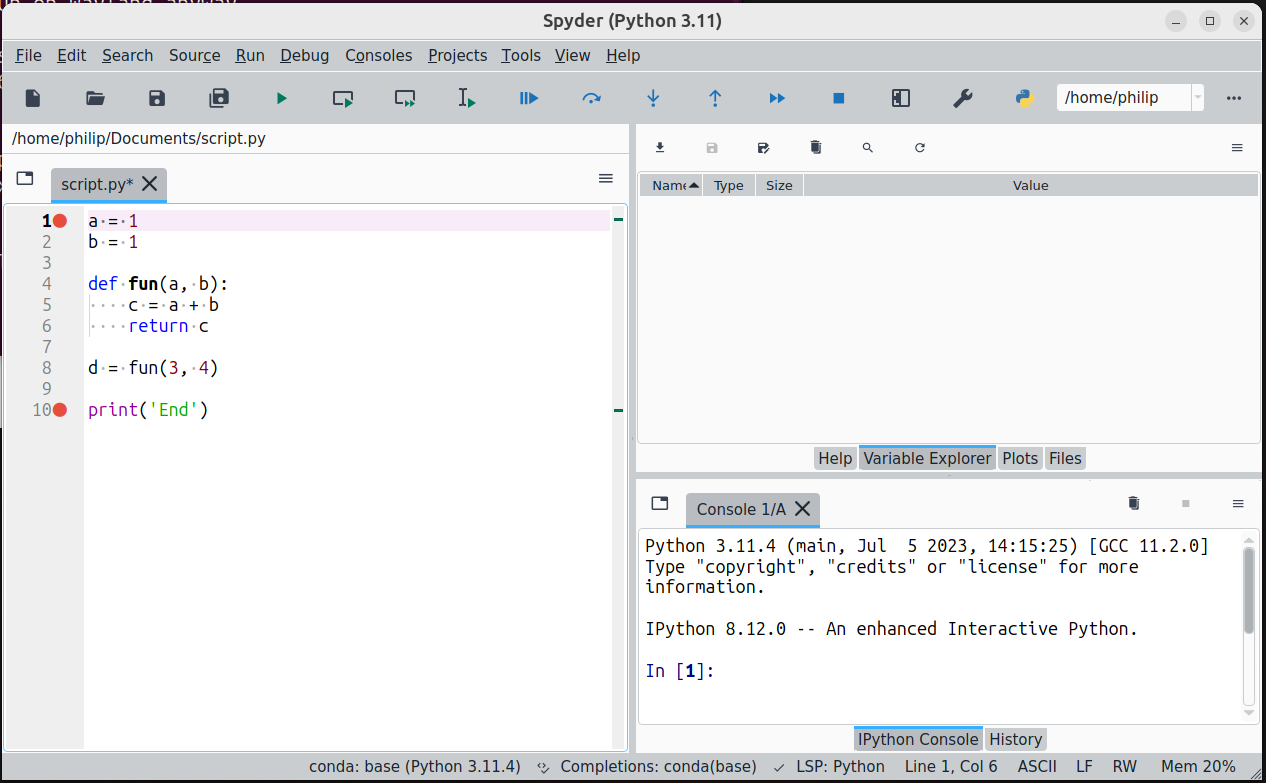 Spyder (Python 3.11)
File Edit Search Source Run Debug Consoles Projects Tools View Help
/home/philip
/home/philip/Documents/script.py
script.py*
1 a = 1
2 b = 1
3
4 def fun(a, b):
5 c = a + b
6 return c
7
8 d = fun(3, 4)
9
10 print('End')
Name Type Size Value
Help Variable Explorer Plots Files
Console 1/A
Python 3.11.4 (main, Jul  5 2023, 14:15:25) [GCC 11.2.0]
Type "copyright", "credits" or "license" for more
information.
IPython 8.12.0 -- An enhanced Interactive Python.
In [1]:
IPython Console History
conda: base (Python 3.11.4) Completions: conda(base) LSP: Python Line 1, Col 6 ASCII LF RW Mem 20%